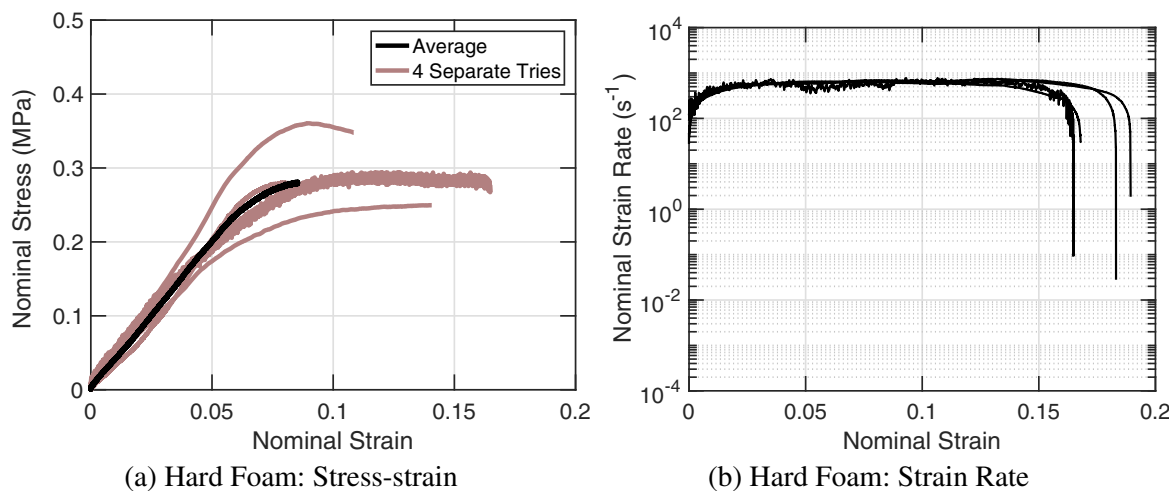 0.5
0.4
0.3
0.2
0.1
0
Nominal Stress (MPa)
Average
4 Separate Tries
0 0.05 0.1 0.15 0.2
Nominal Strain
(a) Hard Foam: Stress-strain
10^4
10^2
10^0
10^-2
10^-4
Nominal Strain Rate (s^-1)
0 0.05 0.1 0.15 0.2
Nominal Strain
(b) Hard Foam: Strain Rate